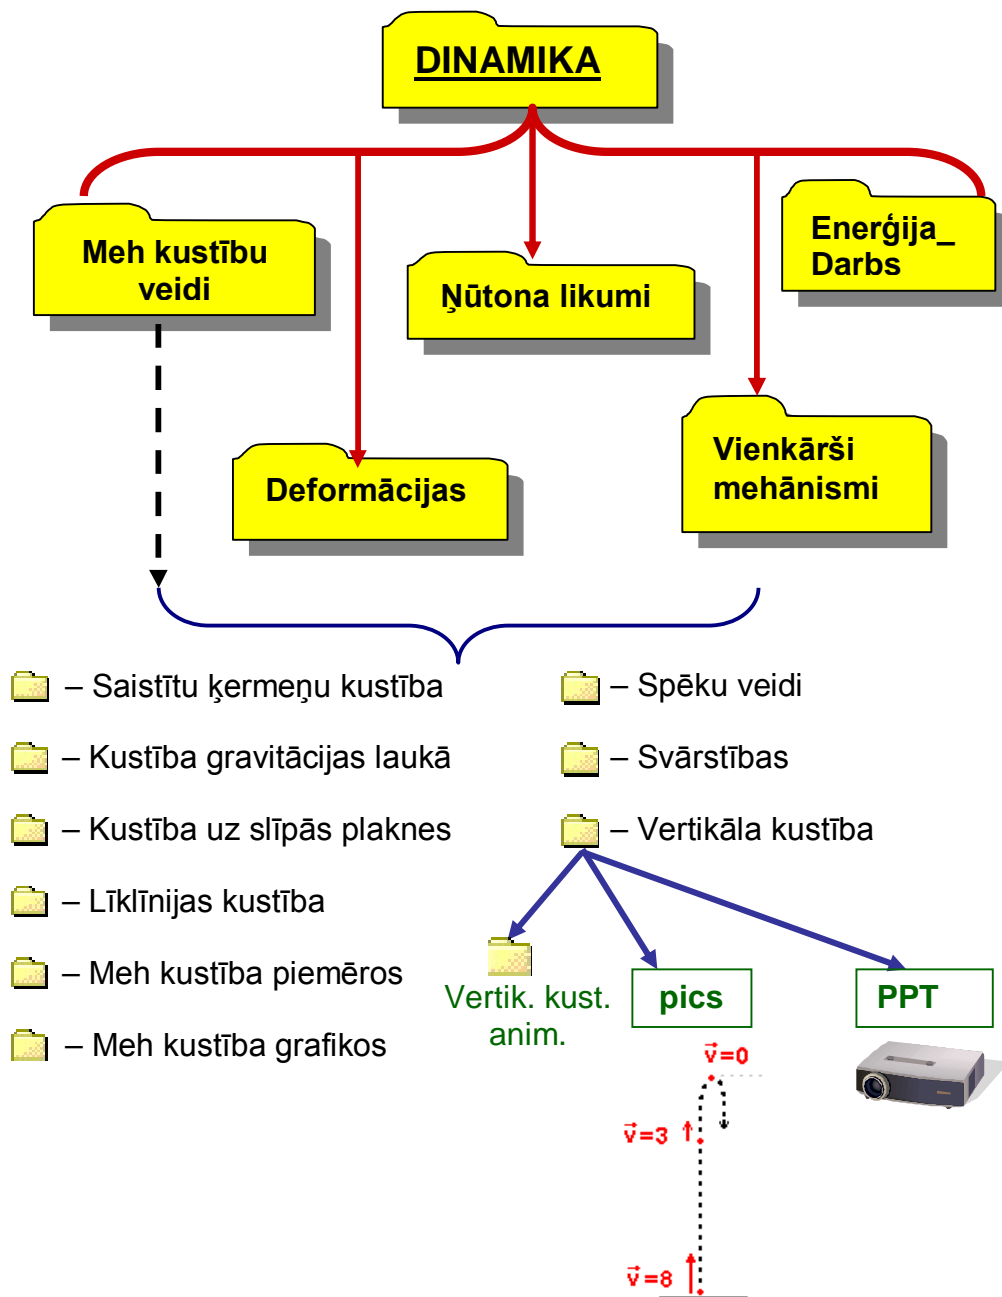 DINAMIKA
Meh kustību
veidi
Ņūtona likumi
Enerģija_
Darbs
Deformācijas
Vienkārši
mehānismi
– Saistītu ķermeņu kustība
– Kustība gravitācijas laukā
– Kustība uz slīpās plaknes
– Līklīnijas kustība
– Meh kustība piemēros
– Meh kustība grafikos
– Spēku veidi
– Svārstības
– Vertikāla kustība
Vertik. kust.
anim.
pics
PPT
v⃗=0
v⃗=3
v⃗=8